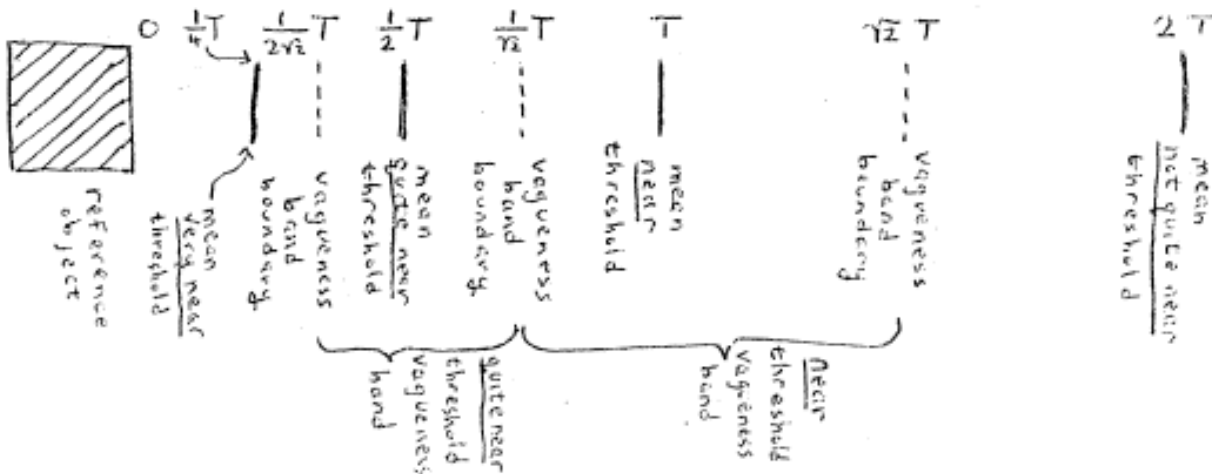 0
1/4 T
1/2√2 T
1/2 T
1/√2 T
T
√2 T
2 T
reference
object
mean
very near
threshold
vagueness
band
boundary
mean
quite near
threshold
vagueness
band
boundary
mean
near
threshold
vagueness
band
boundary
mean
not quite near
threshold
quite near
threshold
vagueness
band
near
threshold
vagueness
band